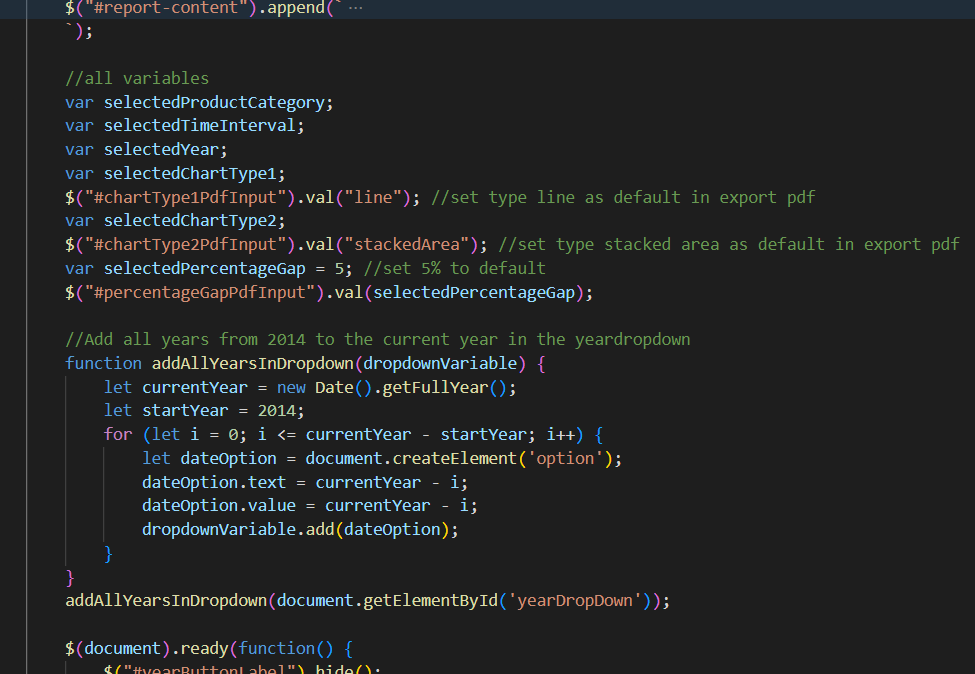 $("#report-content").append(` ···
`);
//all variables
var selectedProductCategory;
var selectedTimeInterval;
var selectedYear;
var selectedChartType1;
$("#chartType1PdfInput").val("line"); //set type line as default in export pdf
var selectedChartType2;
$("#chartType2PdfInput").val("stackedArea"); //set type stacked area as default in export pdf
var selectedPercentageGap = 5; //set 5% to default
$("#percentageGapPdfInput").val(selectedPercentageGap);
//Add all years from 2014 to the current year in the yeardropdown
function addAllYearsInDropdown(dropdownVariable) {
let currentYear = new Date().getFullYear();
let startYear = 2014;
for (let i = 0; i <= currentYear - startYear; i++) {
let dateOption = document.createElement('option');
dateOption.text = currentYear - i;
dateOption.value = currentYear - i;
dropdownVariable.add(dateOption);
}
}
addAllYearsInDropdown(document.getElementById('yearDropDown'));
$(document).ready(function() {
$("#yearButtonLabel").hide();